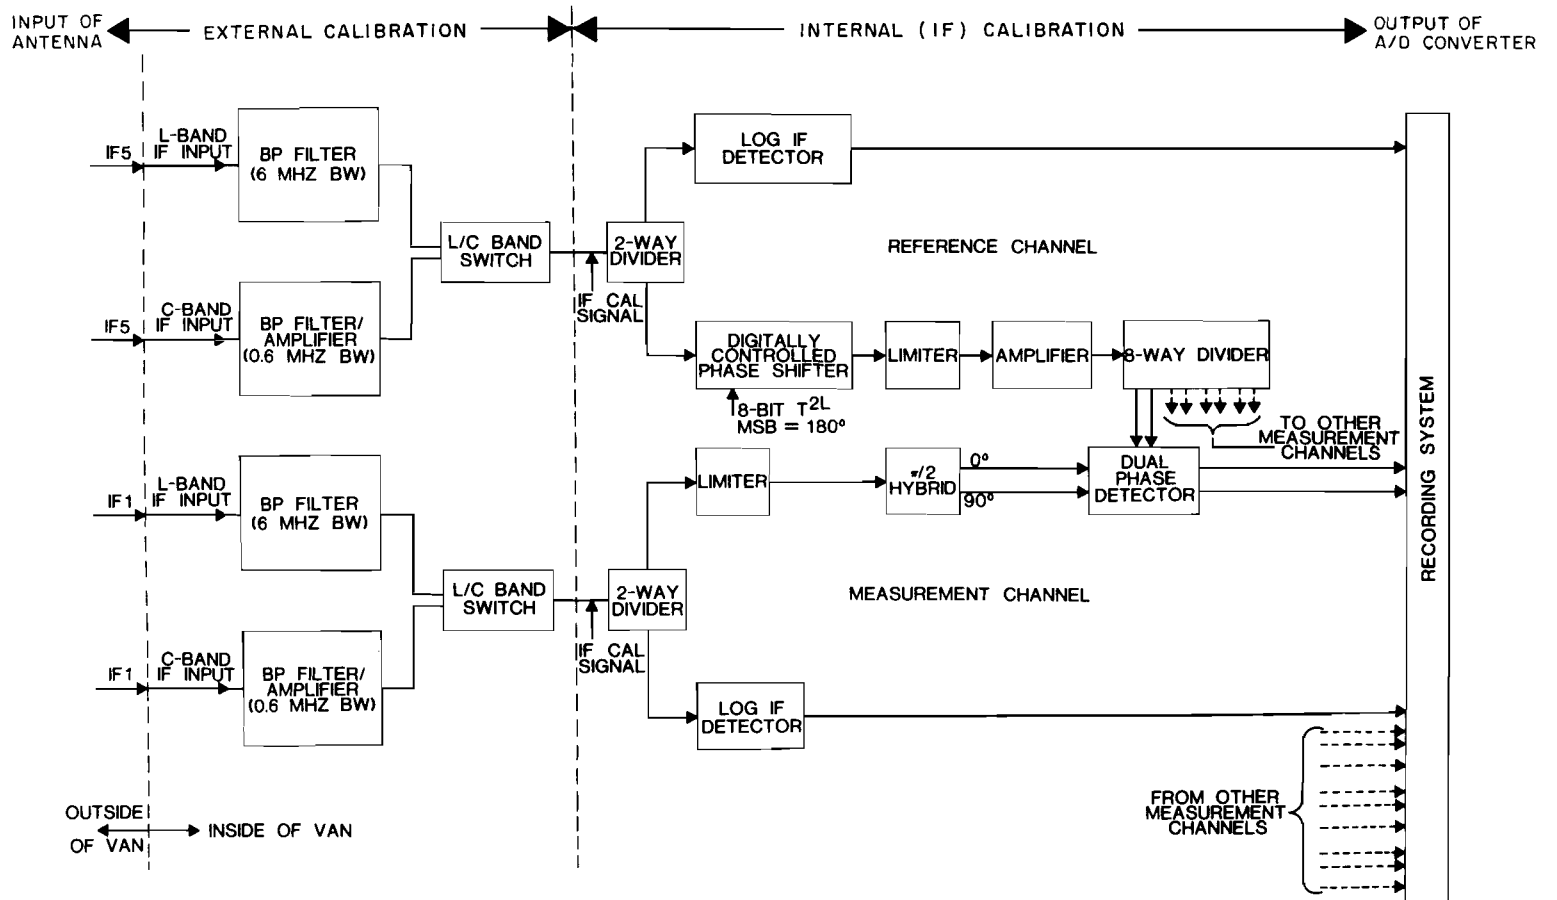 INPUT OF
ANTENNA
EXTERNAL CALIBRATION
INTERNAL (IF) CALIBRATION
OUTPUT OF
A/D CONVERTER
IF5
L-BAND
IF INPUT
BP FILTER
(6 MHZ BW)
LOG IF
DETECTOR
L/C BAND
SWITCH
2-WAY
DIVIDER
REFERENCE CHANNEL
IF CAL
SIGNAL
IF5
C-BAND
IF INPUT
BP FILTER/
AMPLIFIER
(0.6 MHZ BW)
DIGITALLY
CONTROLLED
PHASE SHIFTER
LIMITER
AMPLIFIER
8-WAY DIVIDER
8-BIT T2L
MSB = 180°
TO OTHER
MEASUREMENT
CHANNELS
RECORDING SYSTEM
IF1
L-BAND
IF INPUT
BP FILTER
(6 MHZ BW)
LIMITER
π/2
HYBRID
0°
90°
DUAL
PHASE
DETECTOR
L/C BAND
SWITCH
2-WAY
DIVIDER
MEASUREMENT CHANNEL
IF CAL
SIGNAL
IF1
C-BAND
IF INPUT
BP FILTER/
AMPLIFIER
(0.6 MHZ BW)
LOG IF
DETECTOR
FROM OTHER
MEASUREMENT
CHANNELS
OUTSIDE
OF VAN
INSIDE OF VAN